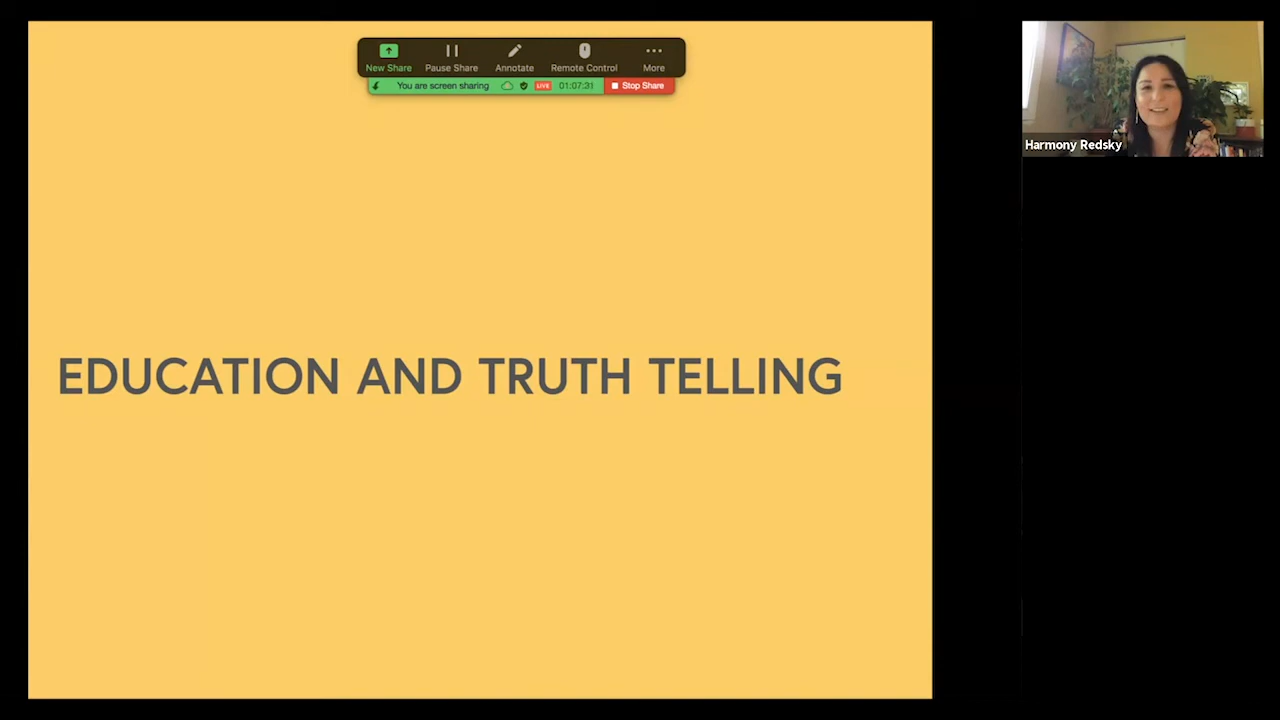 New Share Pause Share Annotate Remote Control More
You are screen sharing LIVE 01:07:31 Stop Share
Harmony Redsky
EDUCATION AND TRUTH TELLING